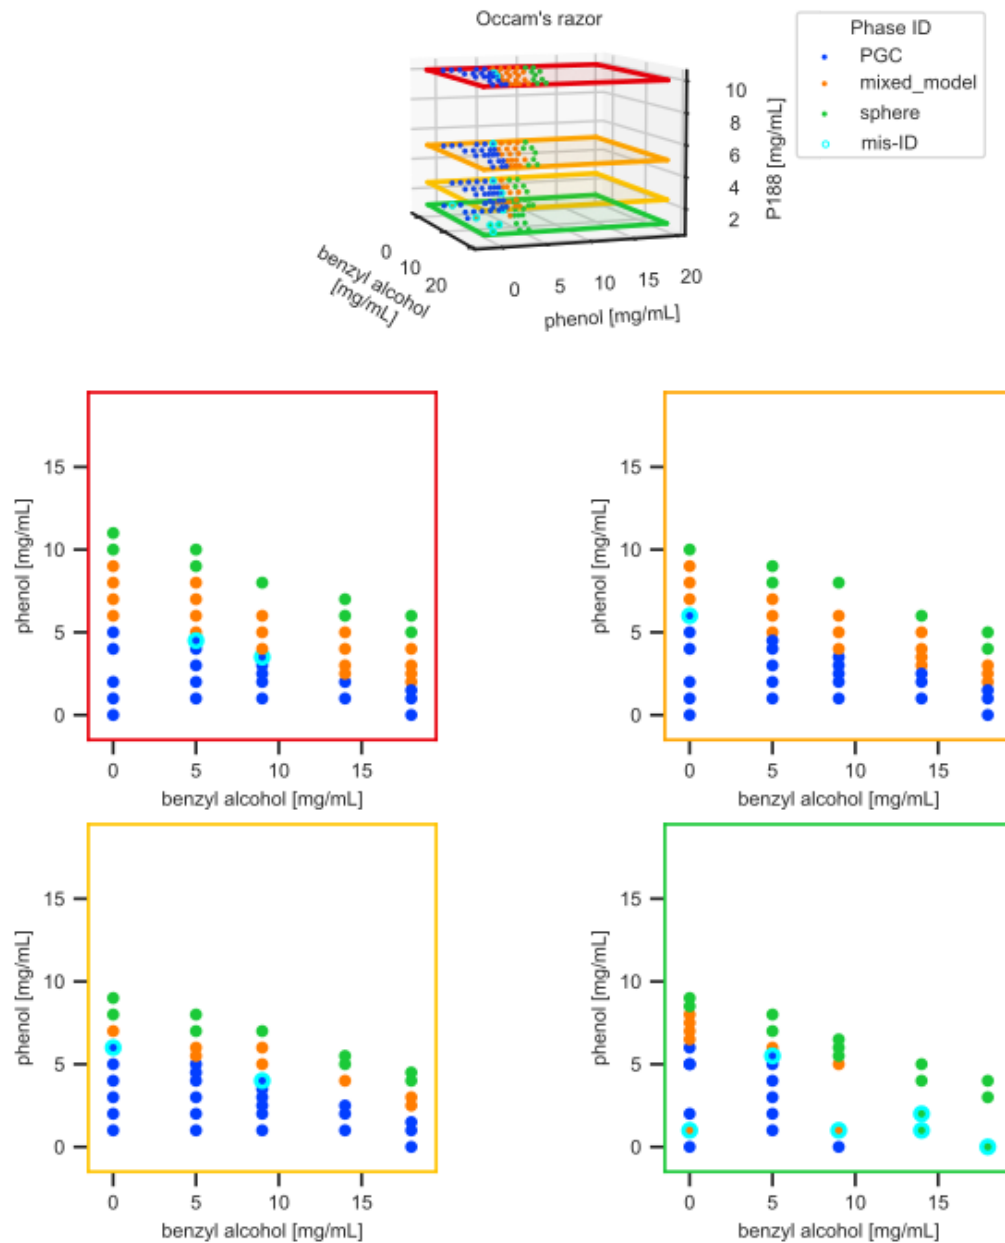 Occam's razor
Phase ID
PGC
mixed_model
sphere
mis-ID
10
8
6
4
2
P188 [mg/mL]
0
10
20
benzyl alcohol
[mg/mL]
0
5
10
15
20
phenol [mg/mL]
15
10
5
0
phenol [mg/mL]
0
5
10
15
benzyl alcohol [mg/mL]
15
10
5
0
phenol [mg/mL]
0
5
10
15
benzyl alcohol [mg/mL]
15
10
5
0
phenol [mg/mL]
0
5
10
15
benzyl alcohol [mg/mL]
15
10
5
0
phenol [mg/mL]
0
5
10
15
benzyl alcohol [mg/mL]